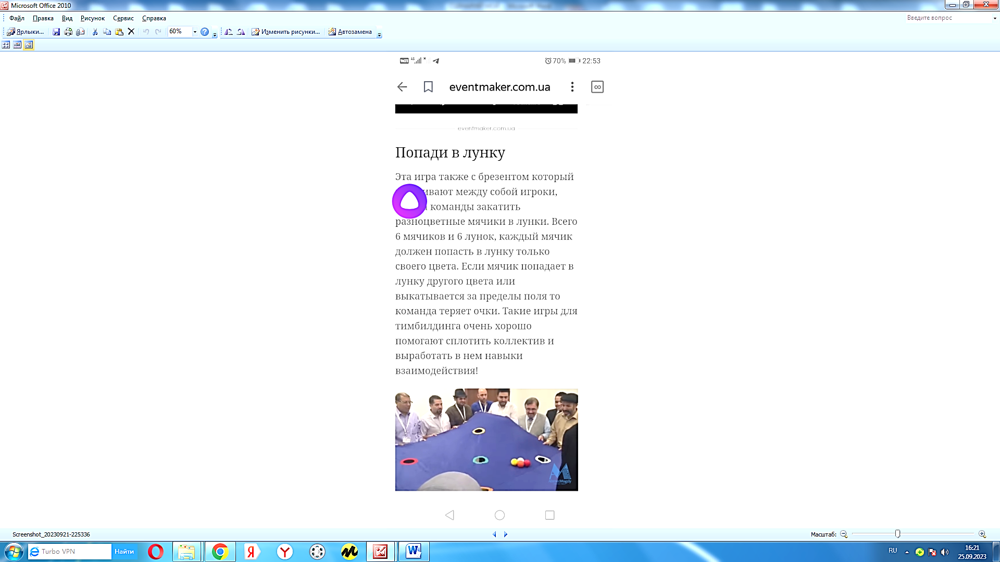 Microsoft Office 2010
Файл Правка Вид Рисунок Сервис Справка
Введите вопрос
Ярлыки... 60% Изменить рисунки... Автозамена
VoLTE 4G 70% 22:53
eventmaker.com.ua
eventmaker.com.ua
Попади в лунку
Эта игра также с брезентом который
ивают между собой игроки,
команды закатить
разноцветные мячики в лунки. Всего
6 мячиков и 6 лунок, каждый мячик
должен попасть в лунку только
своего цвета. Если мячик попадает в
лунку другого цвета или
выкатывается за пределы поля то
команда теряет очки. Такие игры для
тимбилдинга очень хорошо
помогают сплотить коллектив и
выработать в нем навыки
взаимодействия!
AhmedMagdy
Screenshot_20230921-225336
Масштаб:
Turbo VPN Найти
RU
16:21
25.09.2023